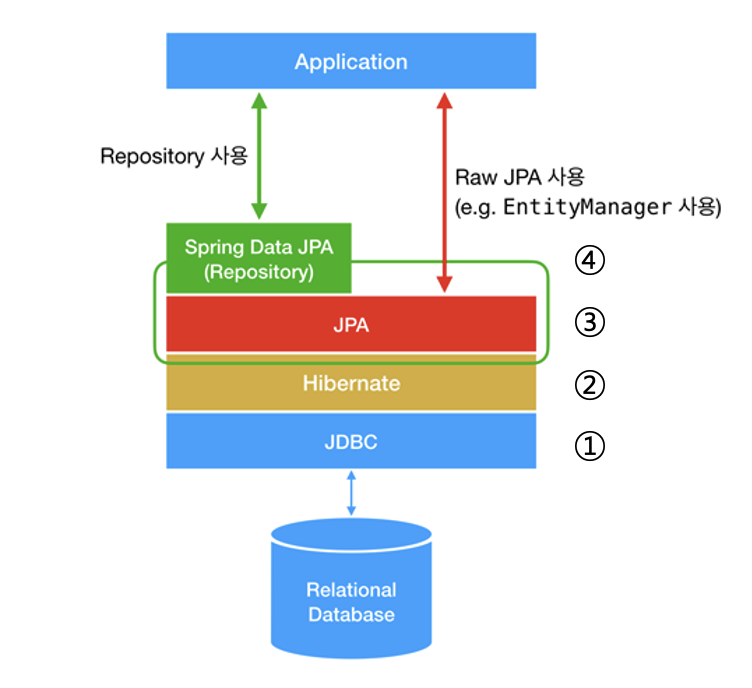 Application
Repository 사용
Raw JPA 사용
(e.g. EntityManager 사용)
Spring Data JPA
(Repository)
④
JPA
③
Hibernate
②
JDBC
①
Relational
Database